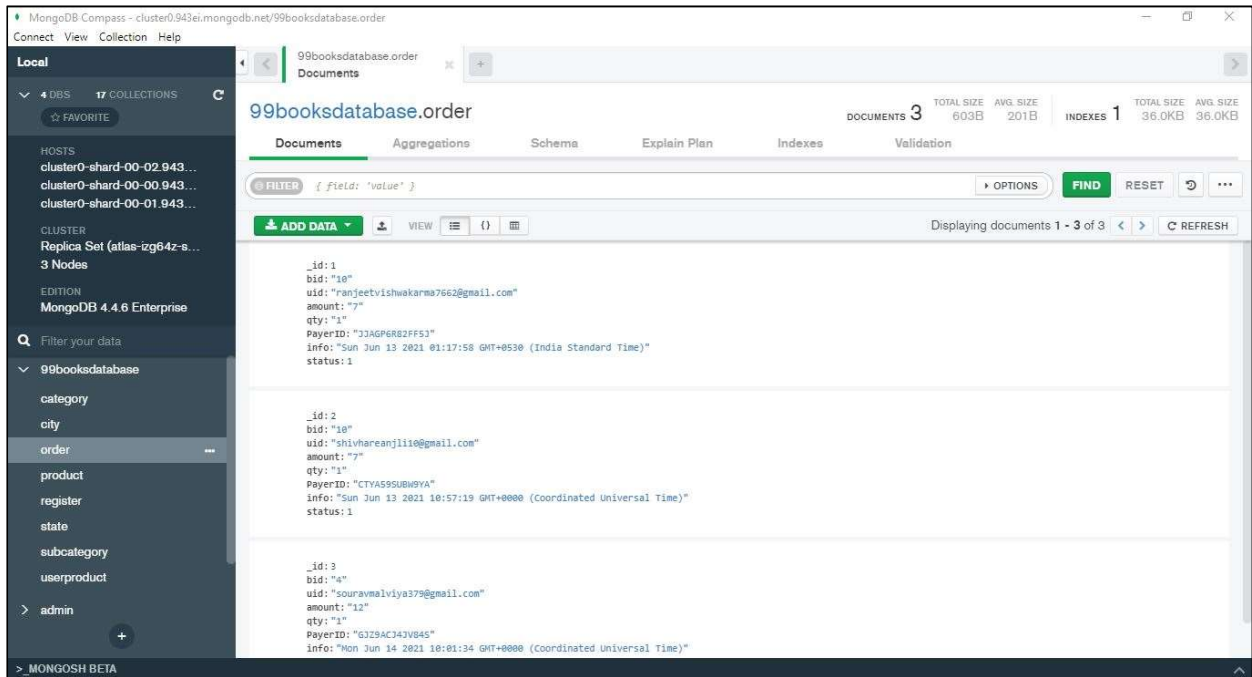 MongoDB Compass - cluster0.943ei.mongodb.net/99booksdatabase.order
Connect View Collection Help
Local
99booksdatabase.order
Documents
4 DBS 17 COLLECTIONS
FAVORITE
HOSTS
cluster0-shard-00-02.943...
cluster0-shard-00-00.943...
cluster0-shard-00-01.943...
CLUSTER
Replica Set (atlas-izg64z-s...
3 Nodes
EDITION
MongoDB 4.4.6 Enterprise
Filter your data
99booksdatabase
category
city
order
product
register
state
subcategory
userproduct
admin
99booksdatabase.order
DOCUMENTS 3 TOTAL SIZE 603B AVG. SIZE 201B INDEXES 1 TOTAL SIZE 36.0KB AVG. SIZE 36.0KB
Documents Aggregations Schema Explain Plan Indexes Validation
FILTER { field: 'value' } OPTIONS FIND RESET
ADD DATA VIEW Displaying documents 1 - 3 of 3 REFRESH
_id: 1
bid: "10"
uid: "ranjeetvishwakarma7662@gmail.com"
amount: "7"
qty: "1"
PayerID: "JJAGP6R82FF5J"
info: "Sun Jun 13 2021 01:17:58 GMT+0530 (India Standard Time)"
status: 1
_id: 2
bid: "10"
uid: "shivhareanjli10@gmail.com"
amount: "7"
qty: "1"
PayerID: "CTYA59SUBW9YA"
info: "Sun Jun 13 2021 10:57:19 GMT+0000 (Coordinated Universal Time)"
status: 1
_id: 3
bid: "4"
uid: "souravmalviya379@gmail.com"
amount: "12"
qty: "1"
PayerID: "GJZ9ACJ4JV84S"
info: "Mon Jun 14 2021 10:01:34 GMT+0000 (Coordinated Universal Time)"
>_MONGOSH BETA